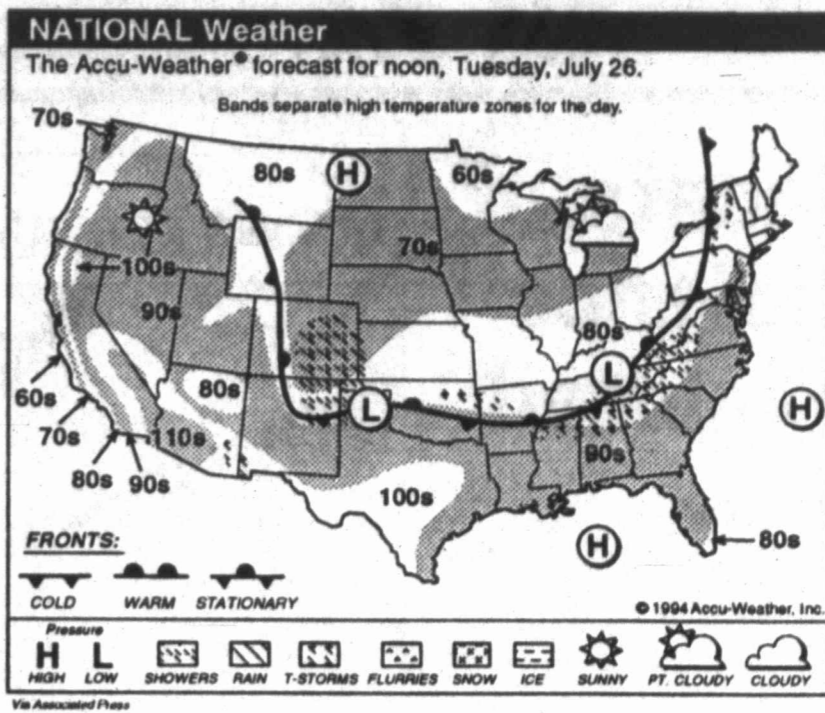 NATIONAL Weather
The Accu-Weather® forecast for noon, Tuesday, July 26.
Bands separate high temperature zones for the day.
70s
80s
H
60s
70s
100s
90s
80s
60s
80s
L
L
H
70s
110s
90s
80s 90s
100s
H
80s
FRONTS:
COLD WARM STATIONARY
© 1994 Accu-Weather, Inc.
Pressure
H L
HIGH LOW SHOWERS RAIN T-STORMS FLURRIES SNOW ICE SUNNY PT. CLOUDY CLOUDY
Via Associated Press